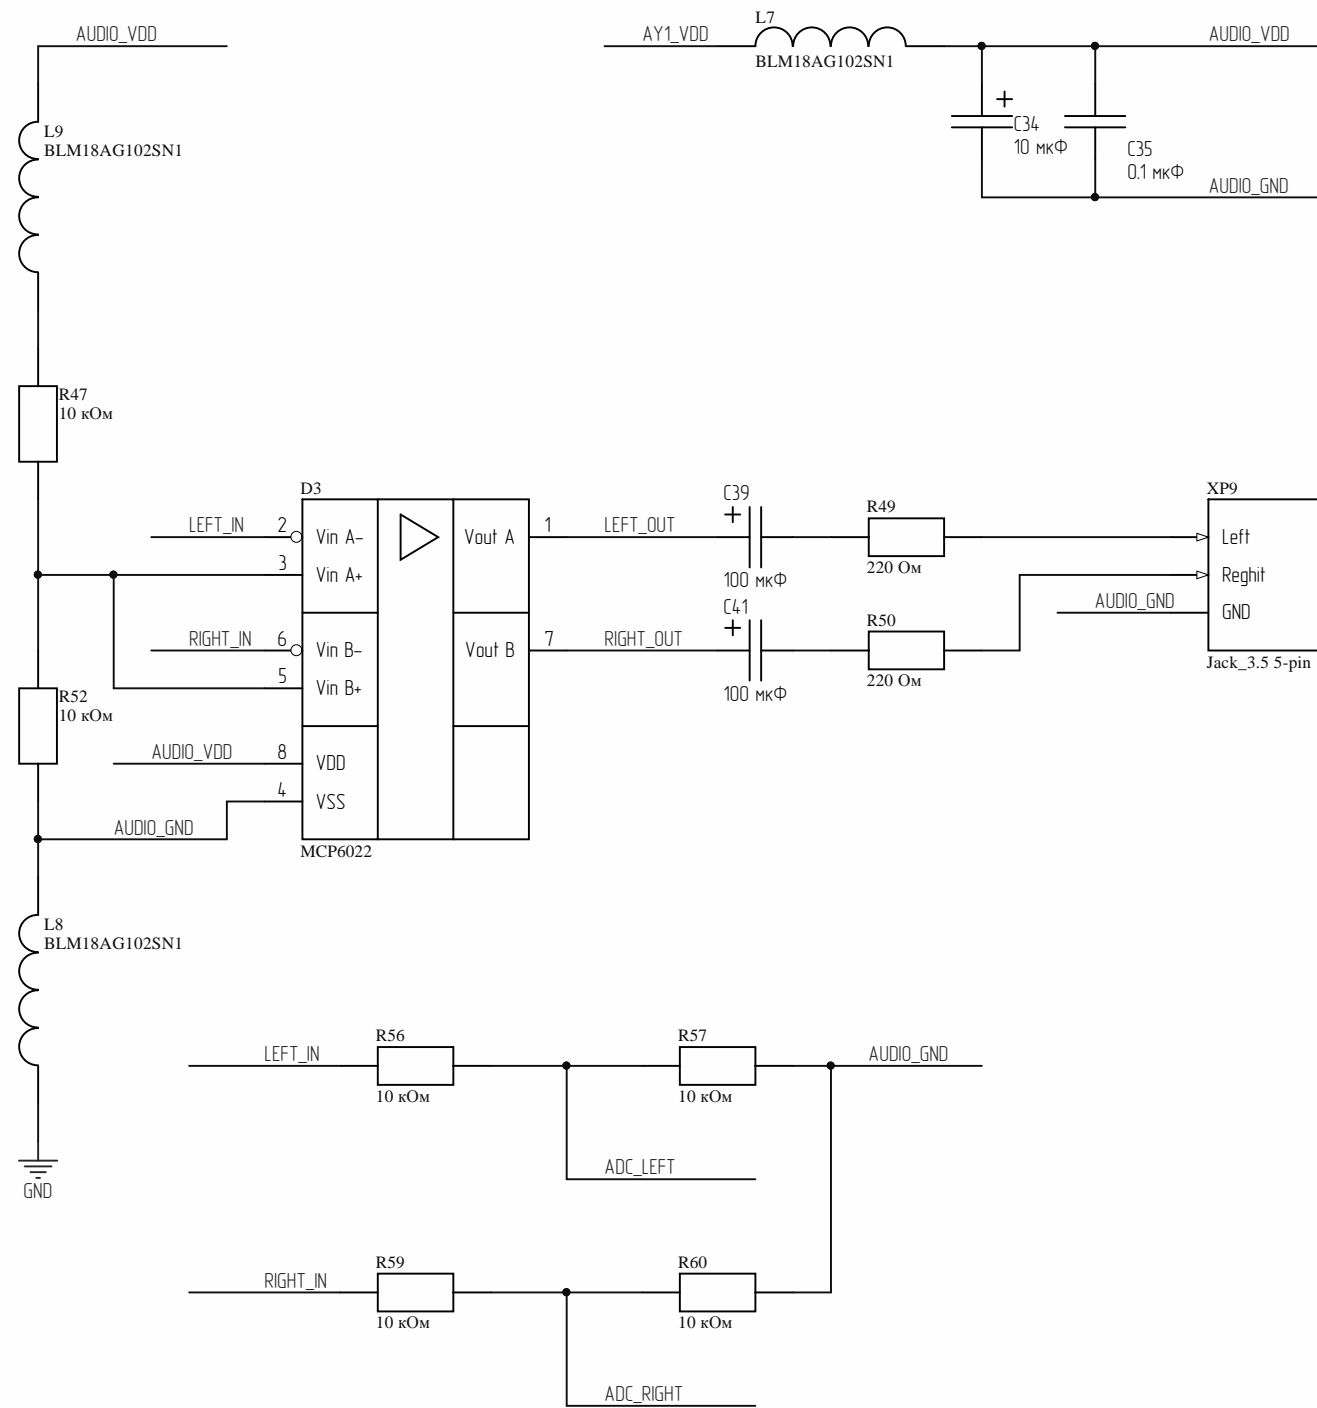 AUDIO_VDD
L9
BLM18AG102SN1
AY1_VDD
L7
BLM18AG102SN1
AUDIO_VDD
+
C34
10 мкФ
C35
0.1 мкФ
AUDIO_GND
R47
10 кОм
D3
LEFT_IN
2
Vin A-
3
Vin A+
RIGHT_IN
6
Vin B-
5
Vin B+
AUDIO_VDD
8
VDD
4
VSS
AUDIO_GND
MCP6022
Vout A
1
LEFT_OUT
Vout B
7
RIGHT_OUT
C39
+
100 мкФ
R49
220 Ом
C41
+
100 мкФ
R50
220 Ом
XP9
Left
Reghit
AUDIO_GND
GND
Jack_3.5 5-pin
R52
10 кОм
L8
BLM18AG102SN1
GND
LEFT_IN
R56
10 кОм
R57
10 кОм
AUDIO_GND
ADC_LEFT
RIGHT_IN
R59
10 кОм
R60
10 кОм
ADC_RIGHT